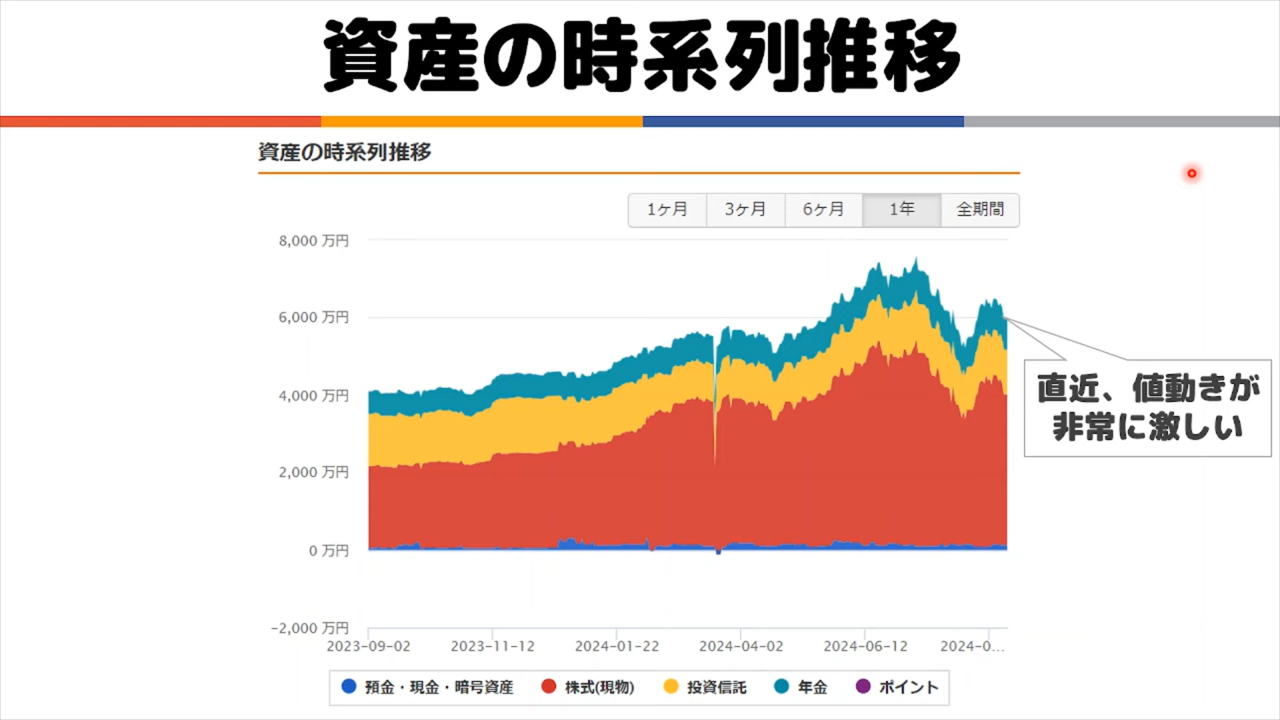 資産の時系列推移
資産の時系列推移
1ヶ月 3ヶ月 6ヶ月 1年 全期間
8,000 万円
6,000 万円
4,000 万円
2,000 万円
0 万円
-2,000 万円
直近、値動きが
非常に激しい
2023-09-02 2023-11-12 2024-01-22 2024-04-02 2024-06-12 2024-0...
預金・現金・暗号資産 株式(現物) 投資信託 年金 ポイント